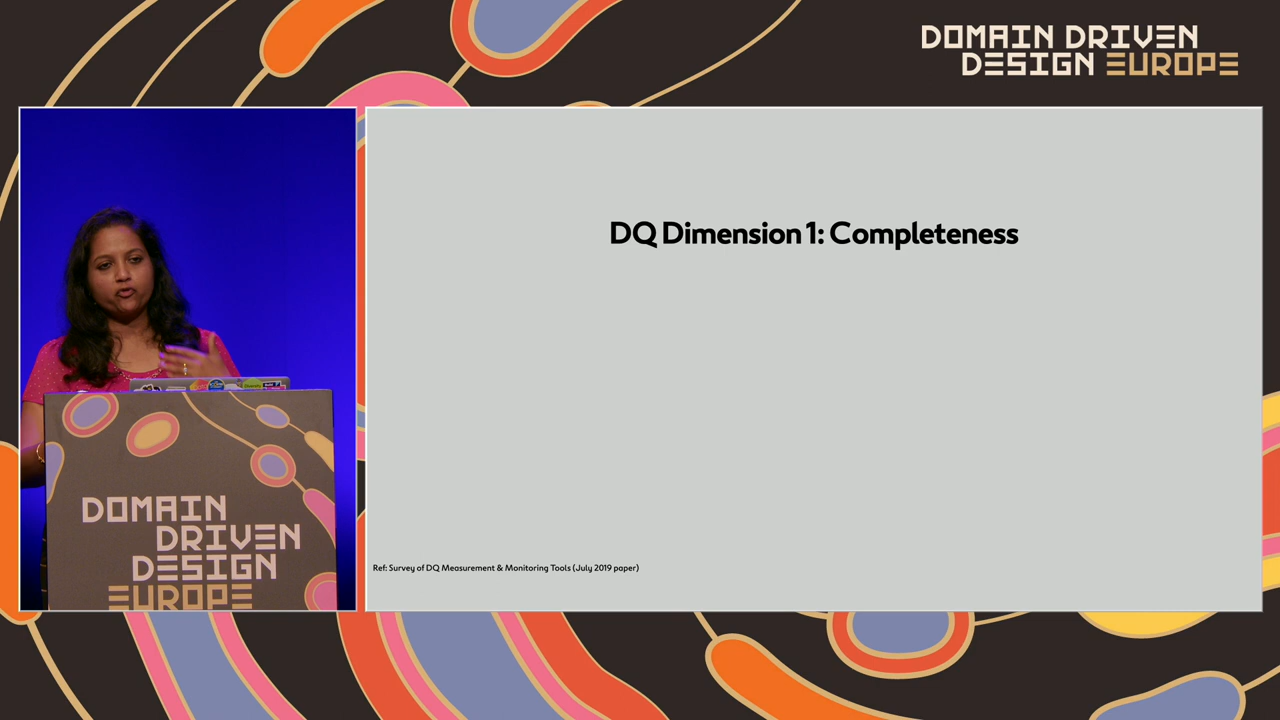 DOMAIN DRIVEN
DESIGN EUROPE
DQ Dimension 1: Completeness
Ref: Survey of DQ Measurement & Monitoring Tools (July 2019 paper)
DOMAIN
DRIVEN
DESIGN
EUROPE